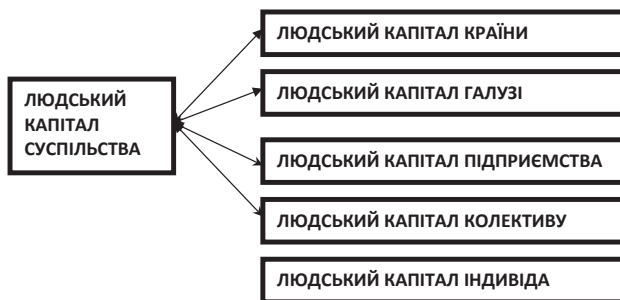 ЛЮДСЬКИЙ
КАПІТАЛ
СУСПІЛЬСТВА
ЛЮДСЬКИЙ КАПІТАЛ КРАЇНИ
ЛЮДСЬКИЙ КАПІТАЛ ГАЛУЗІ
ЛЮДСЬКИЙ КАПІТАЛ ПІДПРИЄМСТВА
ЛЮДСЬКИЙ КАПІТАЛ КОЛЕКТИВУ
ЛЮДСЬКИЙ КАПІТАЛ ІНДИВІДА